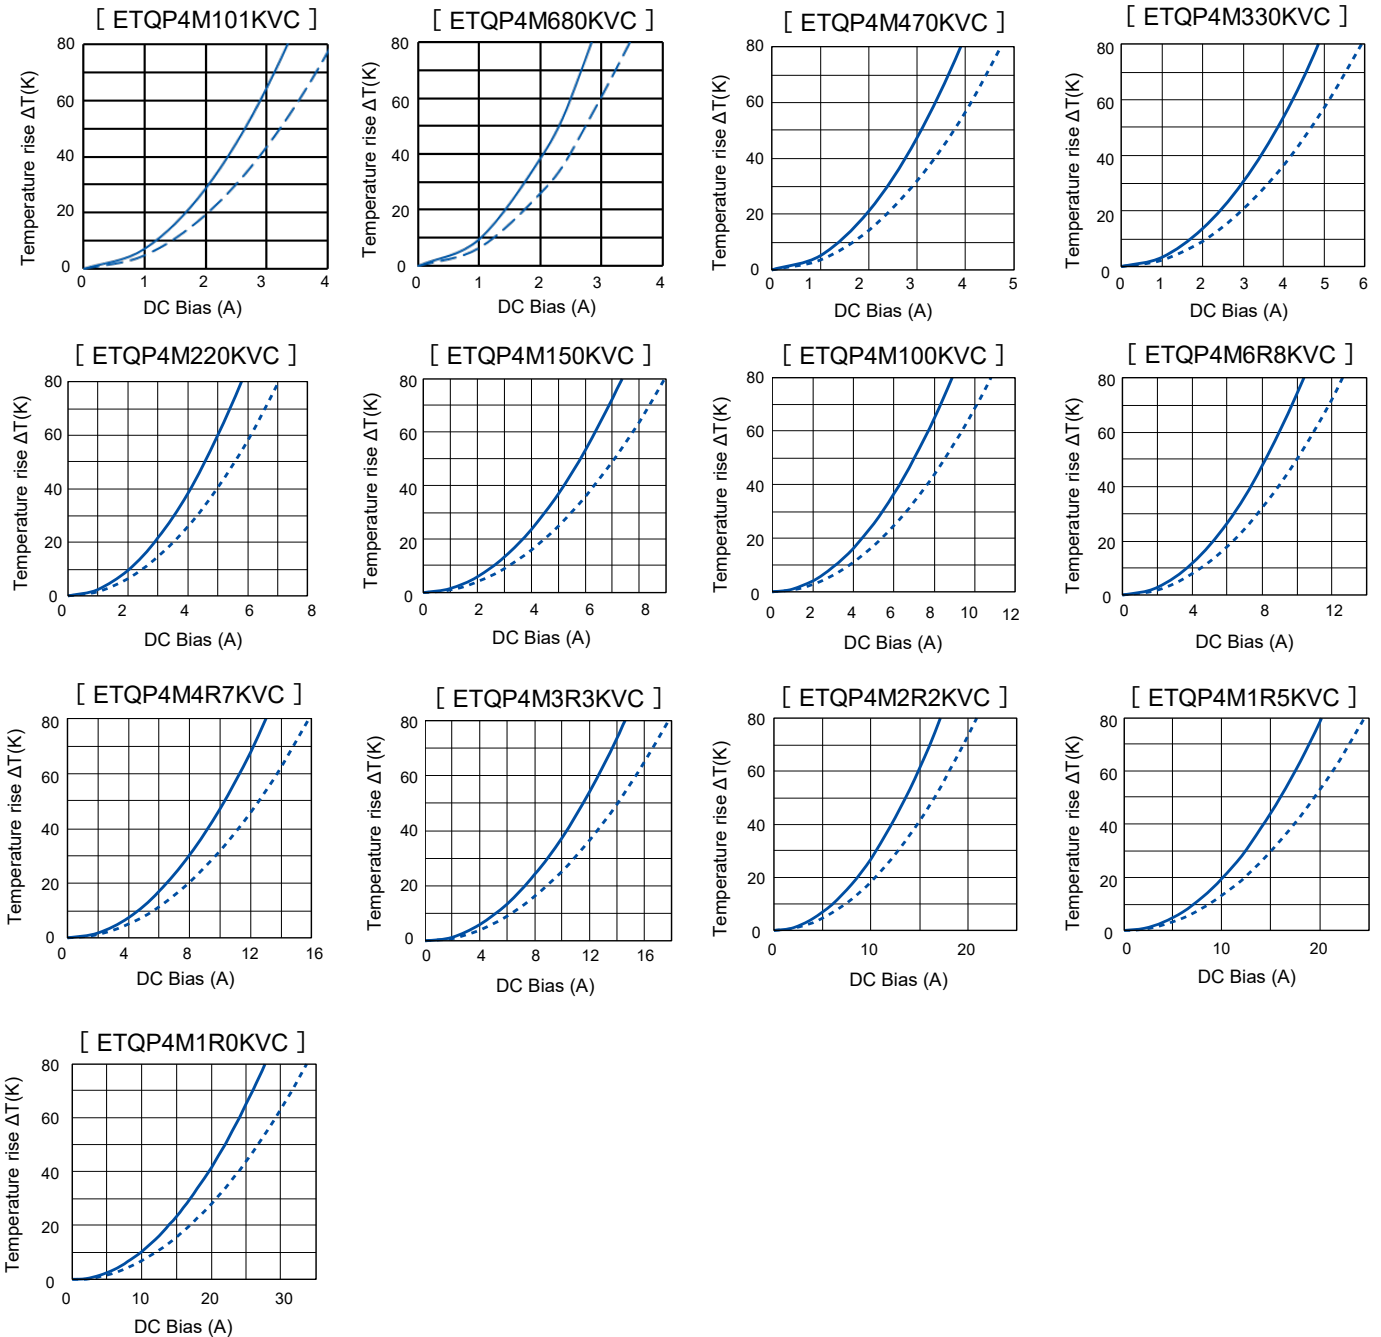 [ ETQP4M101KVC ]
80
60
40
20
0
Temperature rise ΔT(K)
0 1 2 3 4
DC Bias (A)
[ ETQP4M680KVC ]
80
60
40
20
0
Temperature rise ΔT(K)
0 1 2 3 4
DC Bias (A)
[ ETQP4M470KVC ]
80
60
40
20
0
Temperature rise ΔT(K)
0 1 2 3 4 5
DC Bias (A)
[ ETQP4M330KVC ]
80
60
40
20
0
Temperature rise ΔT(K)
0 1 2 3 4 5 6
DC Bias (A)
[ ETQP4M220KVC ]
80
60
40
20
0
Temperature rise ΔT(K)
0 2 4 6 8
DC Bias (A)
[ ETQP4M150KVC ]
80
60
40
20
0
Temperature rise ΔT(K)
0 2 4 6 8
DC Bias (A)
[ ETQP4M100KVC ]
80
60
40
20
0
Temperature rise ΔT(K)
0 2 4 6 8 10 12
DC Bias (A)
[ ETQP4M6R8KVC ]
80
60
40
20
0
Temperature rise ΔT(K)
0 4 8 12
DC Bias (A)
[ ETQP4M4R7KVC ]
80
60
40
20
0
Temperature rise ΔT(K)
0 4 8 12 16
DC Bias (A)
[ ETQP4M3R3KVC ]
80
60
40
20
0
Temperature rise ΔT(K)
0 4 8 12 16
DC Bias (A)
[ ETQP4M2R2KVC ]
80
60
40
20
0
Temperature rise ΔT(K)
0 10 20
DC Bias (A)
[ ETQP4M1R5KVC ]
80
60
40
20
0
Temperature rise ΔT(K)
0 10 20
DC Bias (A)
[ ETQP4M1R0KVC ]
80
60
40
20
0
Temperature rise ΔT(K)
0 10 20 30
DC Bias (A)